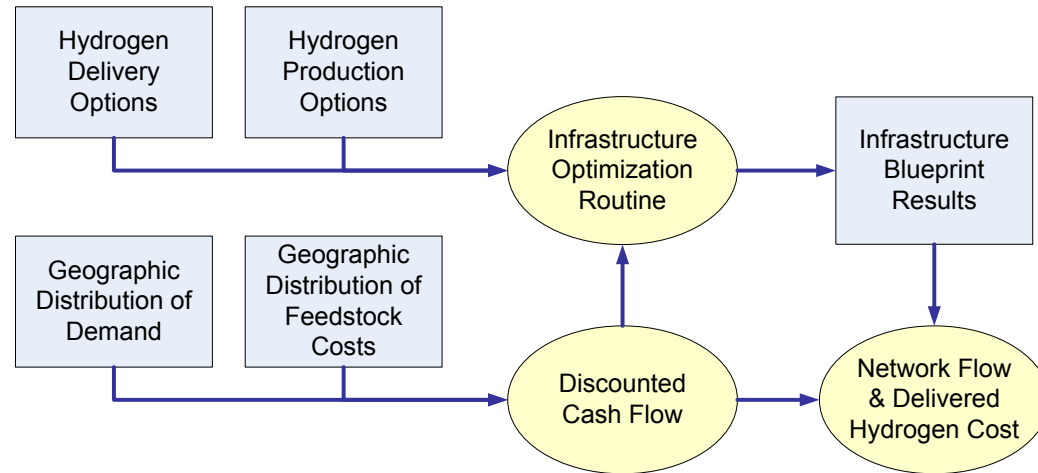 Hydrogen
Delivery
Options
Hydrogen
Production
Options
Infrastructure
Optimization
Routine
Infrastructure
Blueprint
Results
Geographic
Distribution of
Demand
Geographic
Distribution of
Feedstock
Costs
Discounted
Cash Flow
Network Flow
& Delivered
Hydrogen Cost